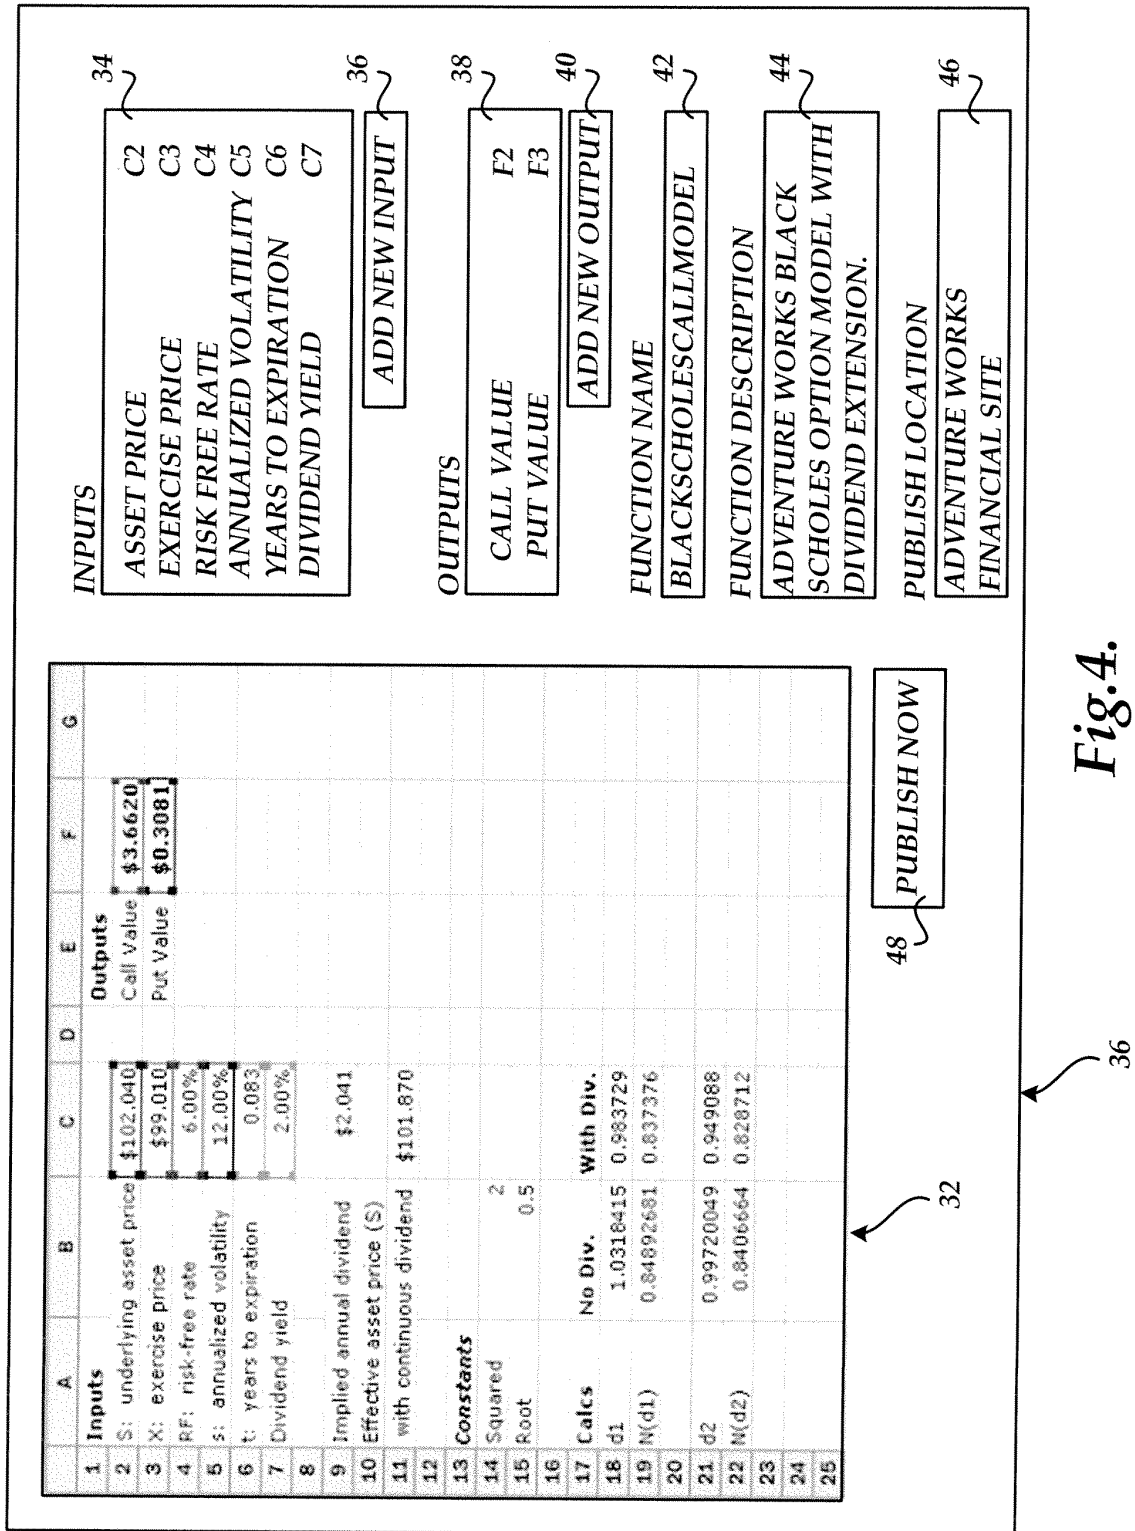 A B C D E F G
1 Inputs Outputs
2 S: underlying asset price $102.040 Call Value $3.6620
3 X: exercise price $99.010 Put Value $0.3081
4 RF: risk-free rate 6.00%
5 s: annualized volatility 12.00%
6 t: years to expiration 0.083
7 Dividend yield 2.00%
8
9 Implied annual dividend $2.041
10 Effective asset price (S)
11 with continuous dividend $101.870
12
13 Constants
14 Squared 2
15 Root 0.5
16
17 Calcs No Div. With Div.
18 d1 1.0318415 0.983729
19 N(d1) 0.84892681 0.837376
20
21 d2 0.99720049 0.949088
22 N(d2) 0.8406664 0.828712
23
24
25
32
PUBLISH NOW
48
INPUTS
34
ASSET PRICE C2
EXERCISE PRICE C3
RISK FREE RATE C4
ANNUALIZED VOLATILITY C5
YEARS TO EXPIRATION C6
DIVIDEND YIELD C7
ADD NEW INPUT
36
OUTPUTS
38
CALL VALUE F2
PUT VALUE F3
ADD NEW OUTPUT
40
FUNCTION NAME
BLACKSCHOLESCALLMODEL
42
FUNCTION DESCRIPTION
ADVENTURE WORKS BLACK
SCHOLES OPTION MODEL WITH
DIVIDEND EXTENSION.
44
PUBLISH LOCATION
ADVENTURE WORKS
FINANCIAL SITE
46
36
Fig.4.